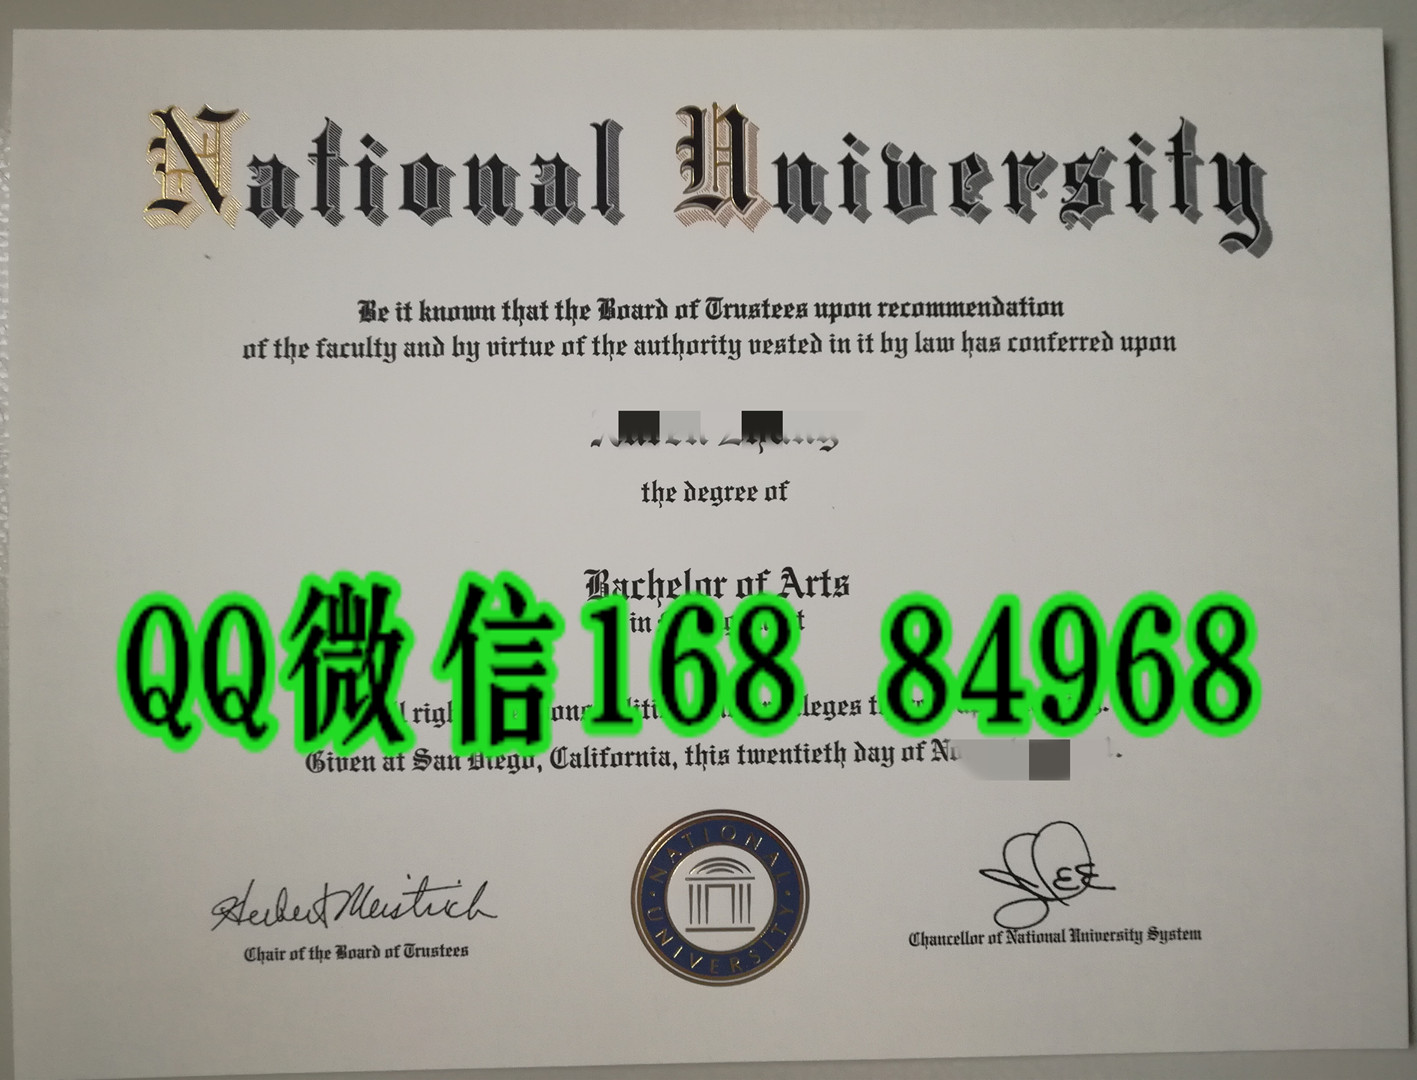 National University
Be it known that the Board of Trustees upon recommendation
of the faculty and by virtue of the authority vested in it by law has conferred upon
the degree of
Bachelor of Arts
in
QQ微信168 84968
Given at San Diego, California, this twentieth day of
NATIONAL UNIVERSITY
Chair of the Board of Trustees
Chancellor of National University System
Herbert Meistrich